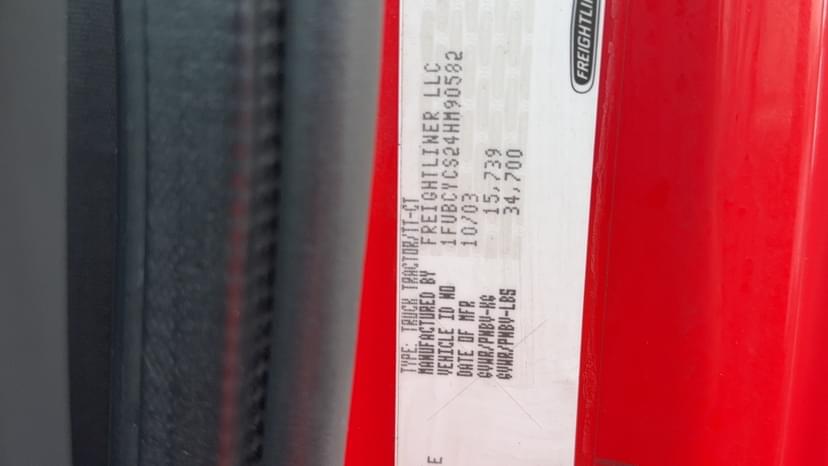 TYPE: TRUCK TRACTOR/TT-CT
MANUFACTURED BY FREIGHTLINER LLC
VEHICLE ID NO 1FUBCYCS24HM90582
DATE OF MFR 10/03
GVWR/PNBV-KG 15,739
GVWR/PNBV-LBS 34,700
E
FREIGHTLI